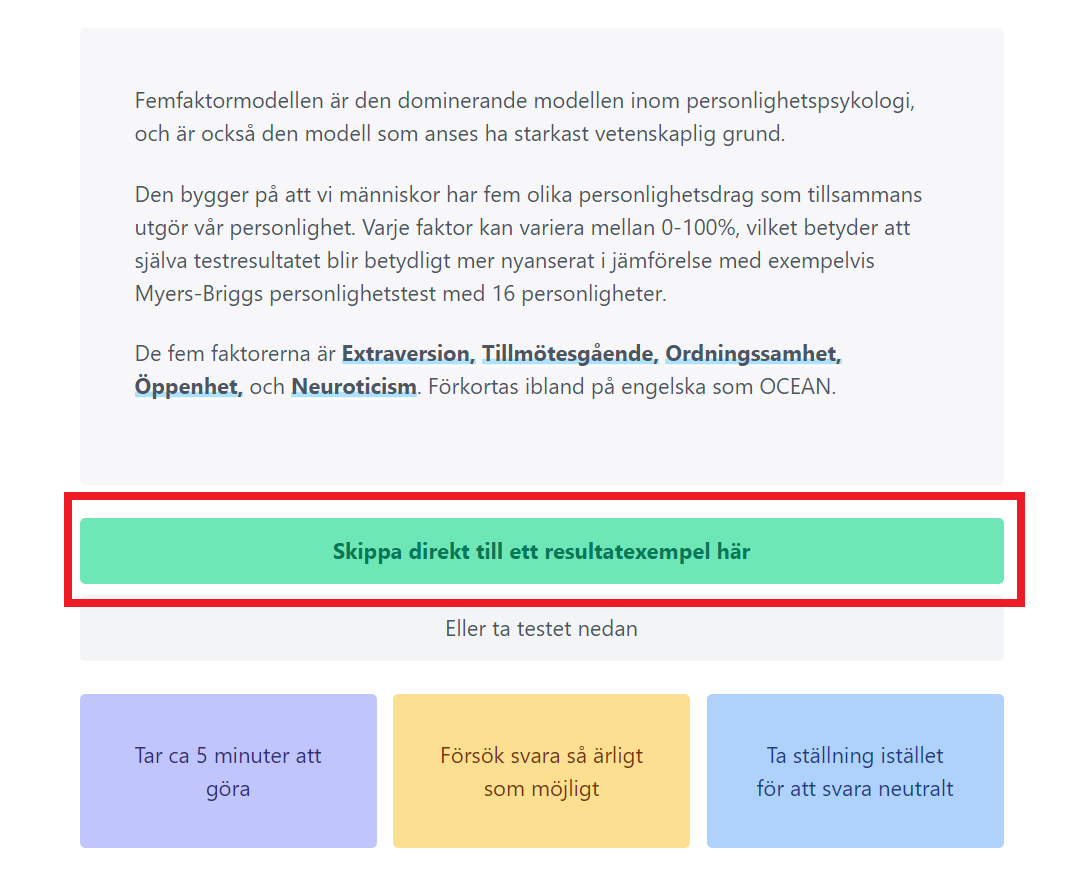 Femfaktormodellen är den dominerande modellen inom personlighetspsykologi,
och är också den modell som anses ha starkast vetenskaplig grund.
Den bygger på att vi människor har fem olika personlighetsdrag som tillsammans
utgör vår personlighet. Varje faktor kan variera mellan 0-100%, vilket betyder att
själva testresultatet blir betydligt mer nyanserat i jämförelse med exempelvis
Myers-Briggs personlighetstest med 16 personligheter.
De fem faktorerna är Extraversion, Tillmötesgående, Ordningssamhet,
Öppenhet, och Neuroticism. Förkortas ibland på engelska som OCEAN.
Skippa direkt till ett resultatexempel här
Eller ta testet nedan
Tar ca 5 minuter att
göra
Försök svara så ärligt
som möjligt
Ta ställning istället
för att svara neutralt